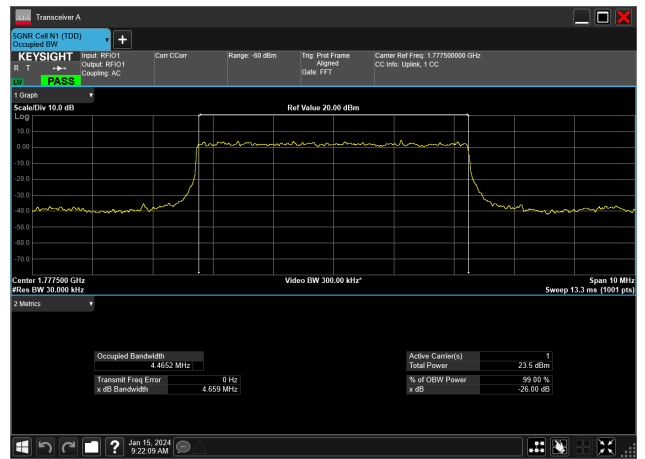 Transceiver A
5GNR Cell N1 (TDD)
Occupied BW
KEYSIGHT
R T
PASS
Input: RFIO1
Output: RFIO1
Coupling: AC
Corr CCorr
Range: -60 dBm
Trig: Prot Frame
Aligned
Gate: FFT
Carrier Ref Freq: 1.777500000 GHz
CC Info: Uplink, 1 CC
1 Graph
Scale/Div 10.0 dB
Ref Value 20.00 dBm
Log
10.0
0.00
-10.0
-20.0
-30.0
-40.0
-50.0
-60.0
-70.0
Center 1.777500 GHz
Video BW 300.00 kHz*
Span 10 MHz
#Res BW 30.000 kHz
Sweep 13.3 ms (1001 pts)
2 Metrics
Occupied Bandwidth
4.4652 MHz
Active Carrier(s) 1
Total Power 23.5 dBm
Transmit Freq Error 0 Hz
x dB Bandwidth 4.659 MHz
% of OBW Power 99.00 %
x dB -26.00 dB
Jan 15, 2024
9:22:09 AM